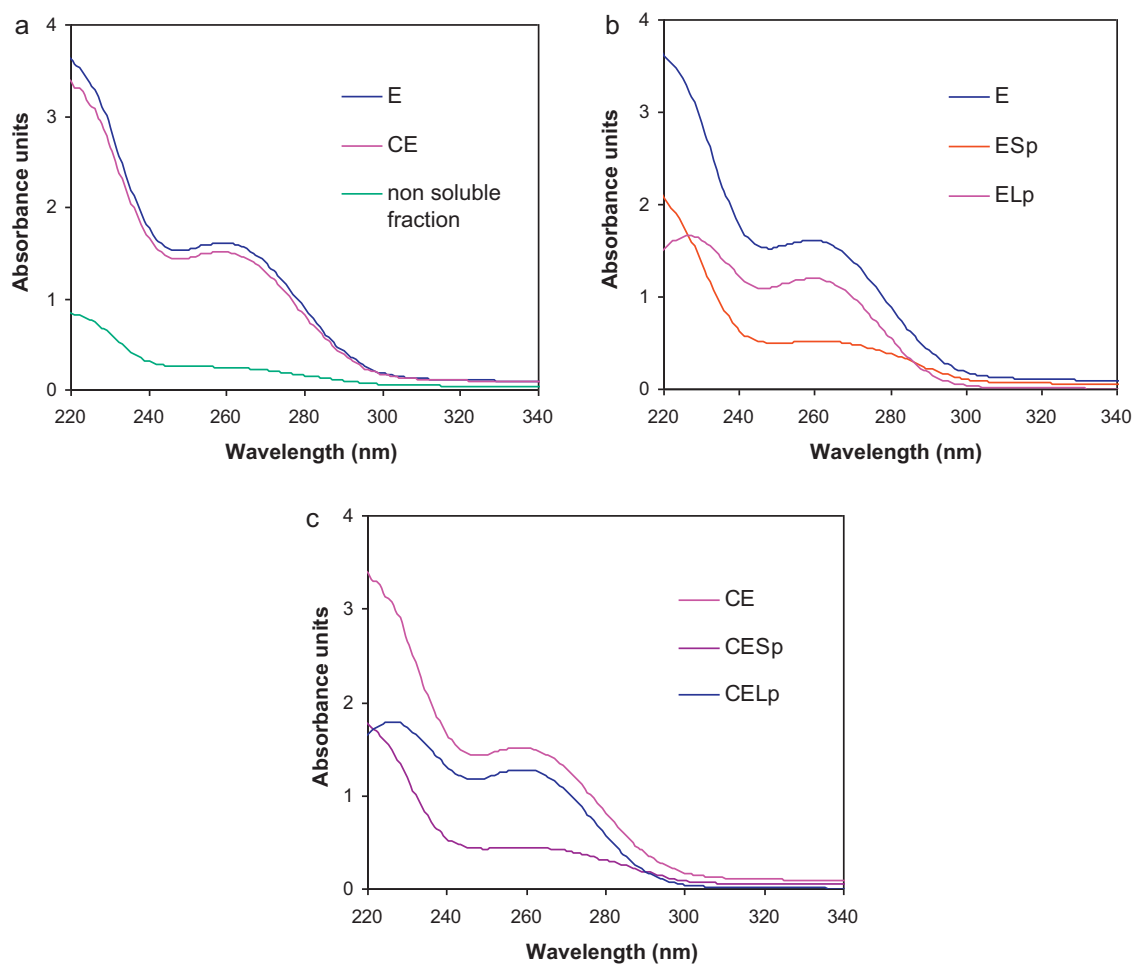 a
4
3
2
1
0
Absorbance units
E
CE
non soluble
fraction
220 240 260 280 300 320 340
Wavelength (nm)
b
4
3
2
1
0
Absorbance units
E
ESp
ELp
220 240 260 280 300 320 340
Wavelength (nm)
c
4
3
2
1
0
Absorbance units
CE
CESp
CELp
220 240 260 280 300 320 340
Wavelength (nm)